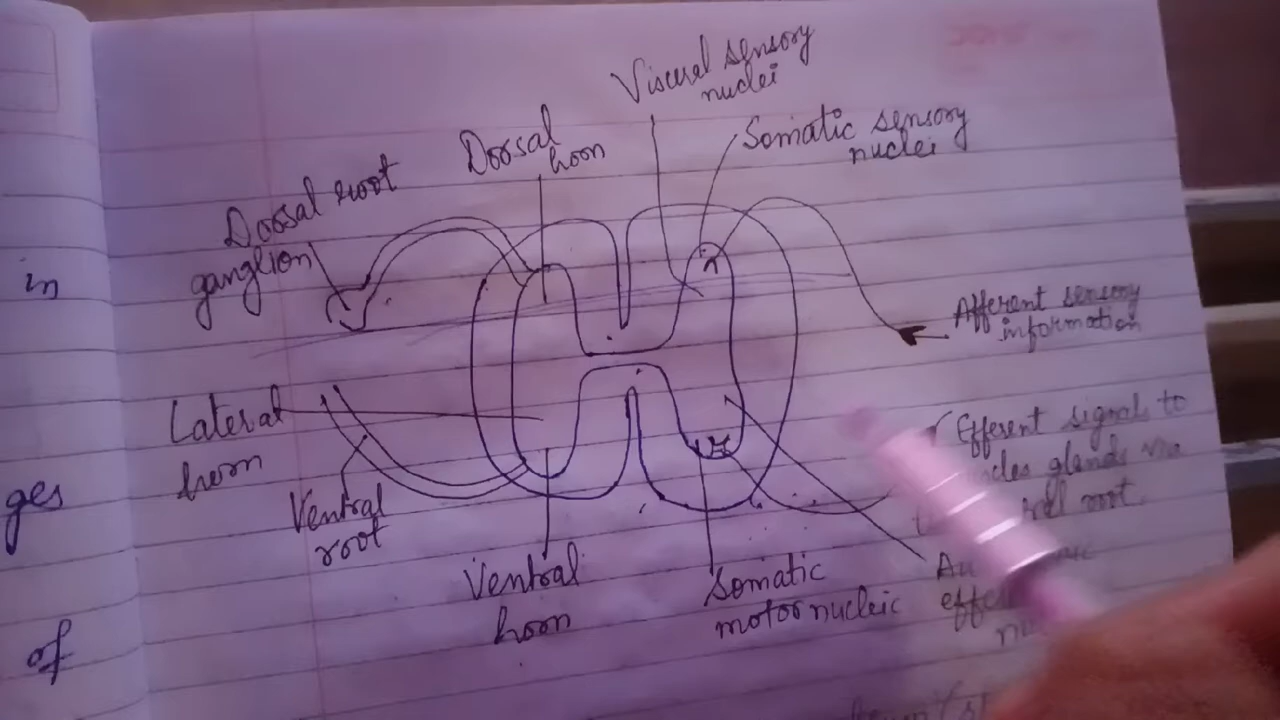 Visceral sensory
nuclei
Somatic sensory
nuclei
Dorsal
horn
Dorsal root
ganglion
in
Afferent sensory
information
Lateral
horn
Efferent signals to
glands via
root.
ges
Ventral
root
Ventral
horn
Somatic
motor nucleic
of